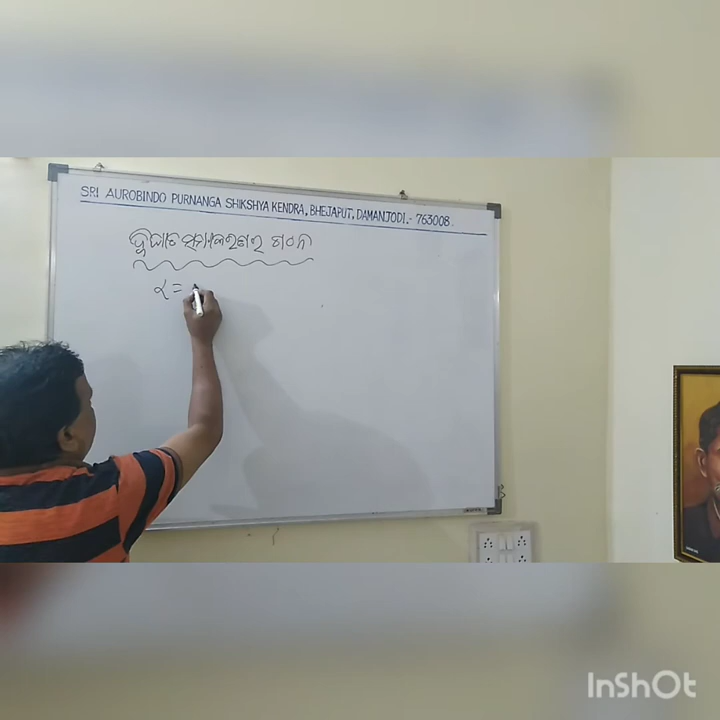 SRI AUROBINDO PURNANGA SHIKSHYA KENDRA, BHEJAPUT, DAMANJODI.- 763008.
ଦ୍ୱିଘାତ ସମୀକରଣର ଗଠନ
α =
InShOt